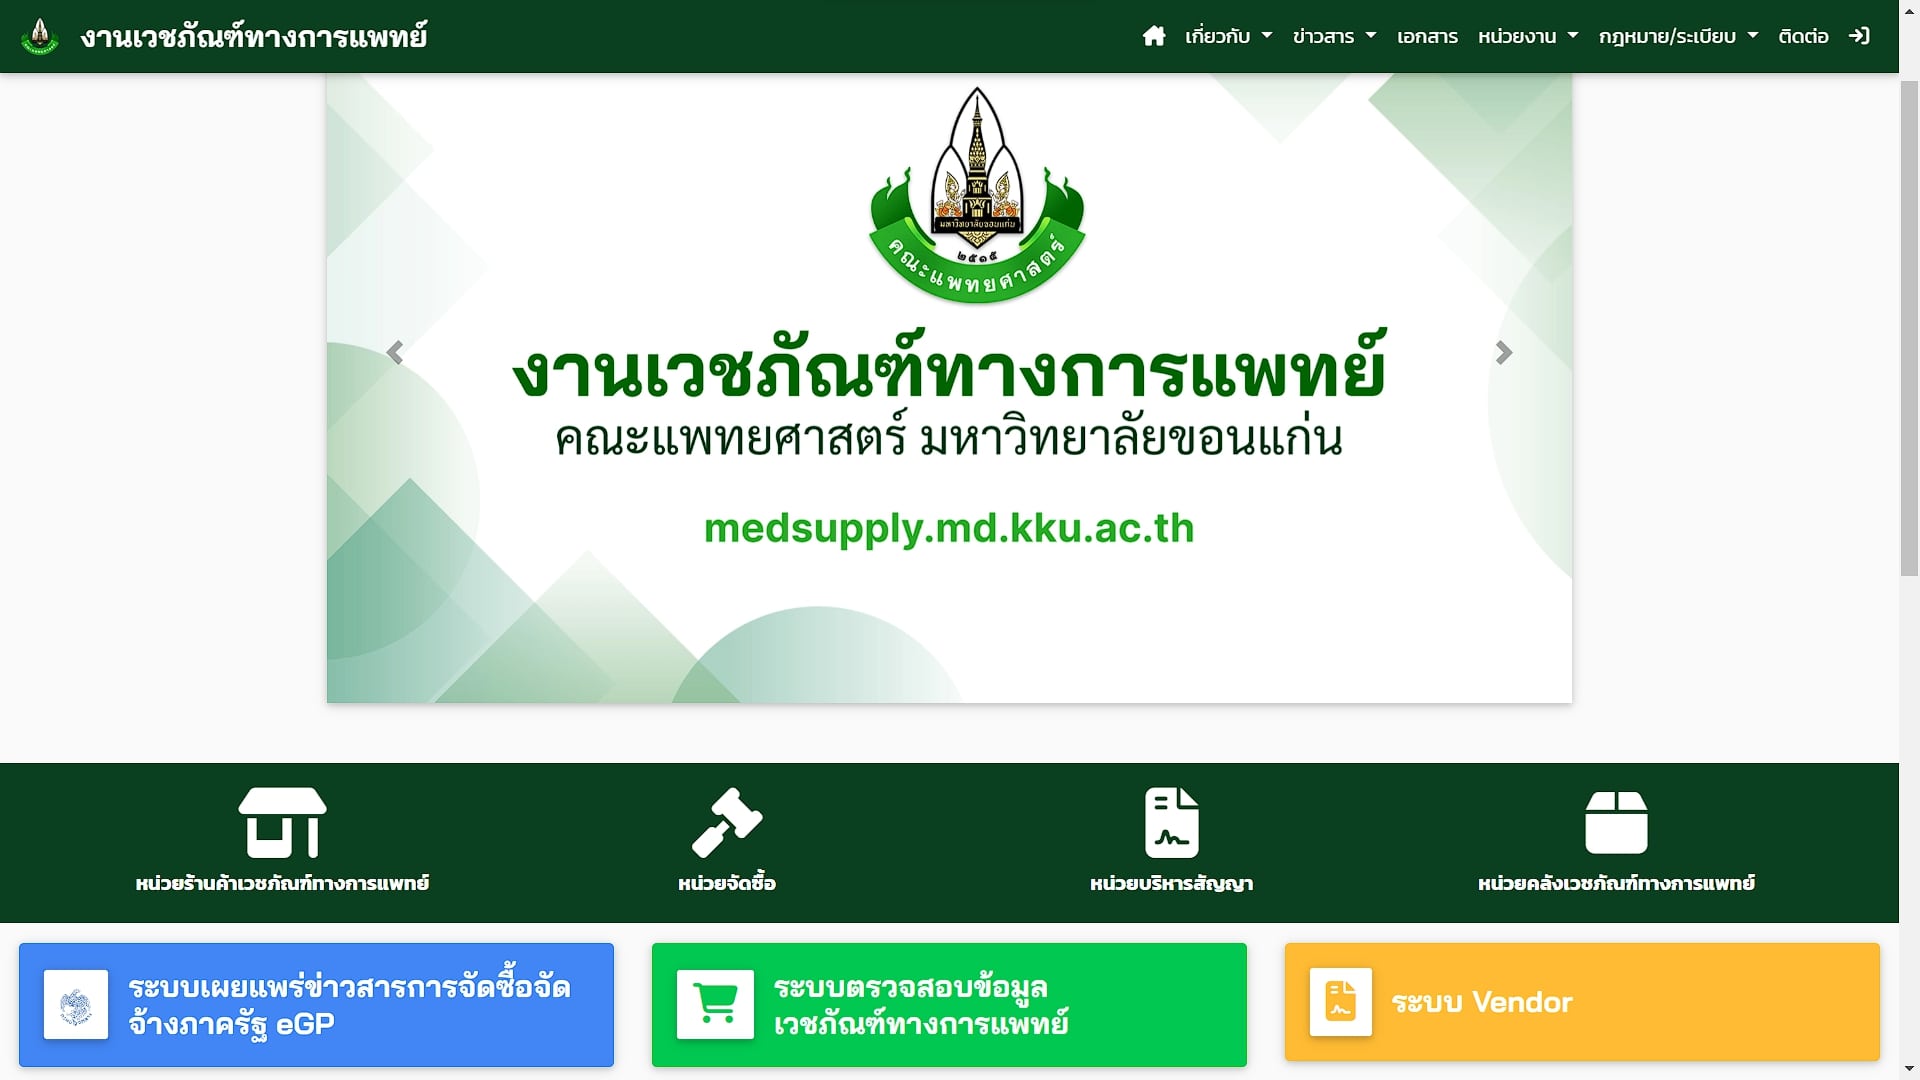 งานเวชภัณฑ์ทางการแพทย์
เกี่ยวกับ ข่าวสาร เอกสาร หน่วยงาน กฎหมาย/ระเบียบ ติดต่อ
มหาวิทยาลัยขอนแก่น
๒๕๑๕
คณะแพทยศาสตร์
งานเวชภัณฑ์ทางการแพทย์
คณะแพทยศาสตร์ มหาวิทยาลัยขอนแก่น
medsupply.md.kku.ac.th
หน่วยร้านค้าเวชภัณฑ์ทางการแพทย์
หน่วยจัดซื้อ
หน่วยบริหารสัญญา
หน่วยคลังเวชภัณฑ์ทางการแพทย์
ระบบเผยแพร่ข่าวสารการจัดซื้อจัด
จ้างภาครัฐ eGP
ระบบตรวจสอบข้อมูล
เวชภัณฑ์ทางการแพทย์
ระบบ Vendor